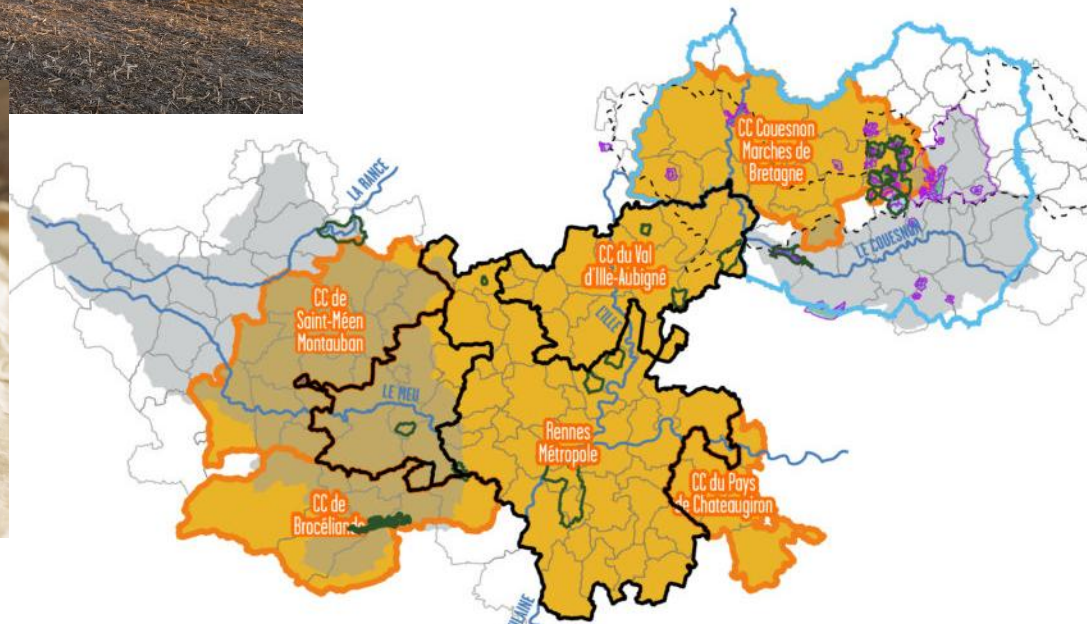 LA RANCE
CC Couesnon
Marches de
Bretagne
LE COUESNON
CC du Val
d'Ille-Aubigné
L'ILLE
CC de
Saint-Méen
Montauban
LE MEU
Rennes
Métropole
CC du Pays
de Chateaugiron
CC de
Brocéliande
VILAINE